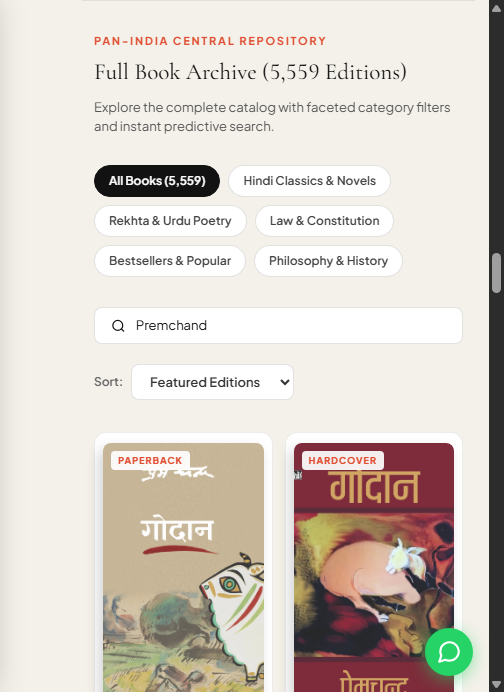 PAN-INDIA CENTRAL REPOSITORY
Full Book Archive (5,559 Editions)
Explore the complete catalog with faceted category filters
and instant predictive search.
All Books (5,559)
Hindi Classics & Novels
Rekhta & Urdu Poetry
Law & Constitution
Bestsellers & Popular
Philosophy & History
Premchand
Sort:
Featured Editions
PAPERBACK
HARDCOVER
गोदान
गोदान
प्रेमचन्द